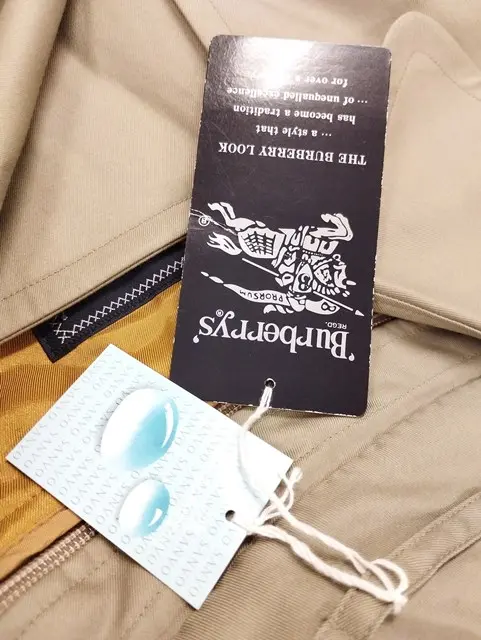 Burberrys®
REGD.
PRORSUM
®
THE BURBERRY LOOK
... a style that
has become a tradition
... of unequalled excellence
for over a